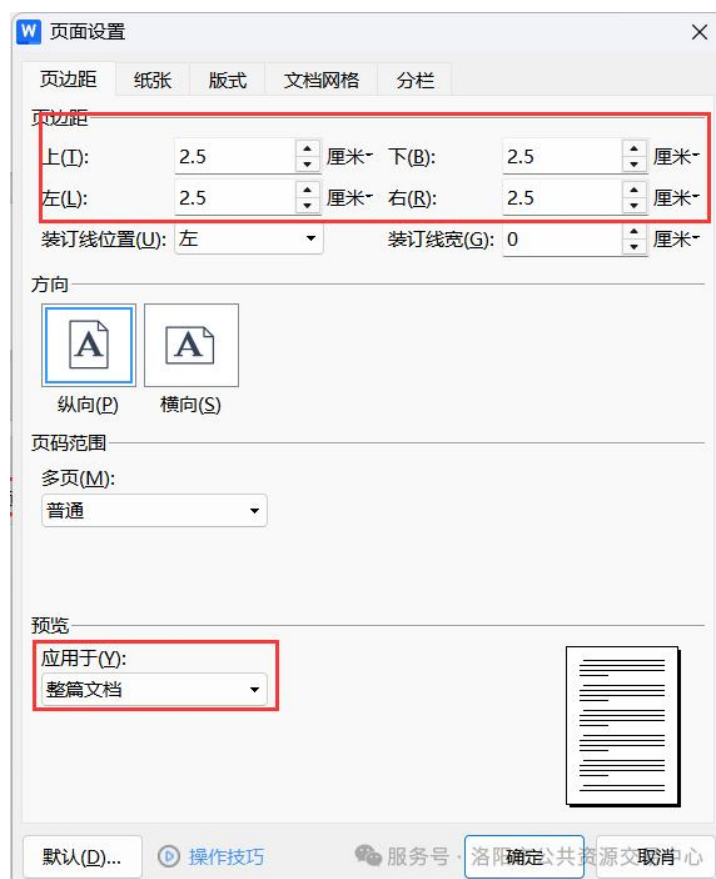 W 页面设置
页边距 纸张 版式 文档网格 分栏
页边距
上(T): 2.5 厘米 下(B): 2.5 厘米
左(L): 2.5 厘米 右(R): 2.5 厘米
装订线位置(U): 左 装订线宽(G): 0 厘米
方向
A A
纵向(P) 横向(S)
页码范围
多页(M):
普通
预览
应用于(Y):
整篇文档
默认(D)... 操作技巧 确定 取消
服务号 · 洛阳公共资源交中心